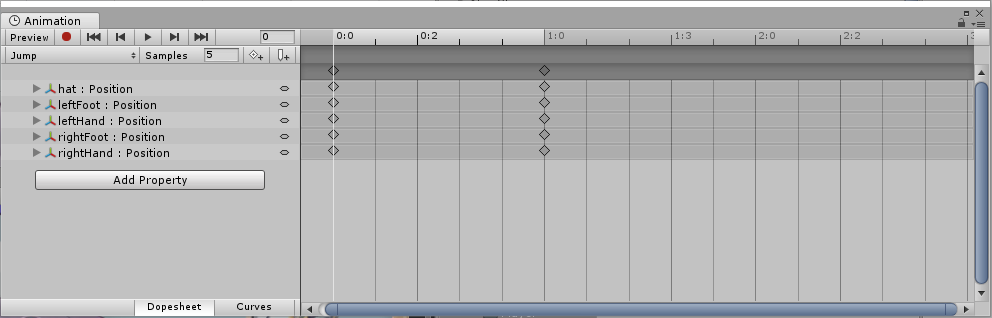 Animation
Preview 0 0:0 0:2 1:0 1:3 2:0 2:2
Jump Samples 5
hat : Position
leftFoot : Position
leftHand : Position
rightFoot : Position
rightHand : Position
Add Property
Dopesheet Curves